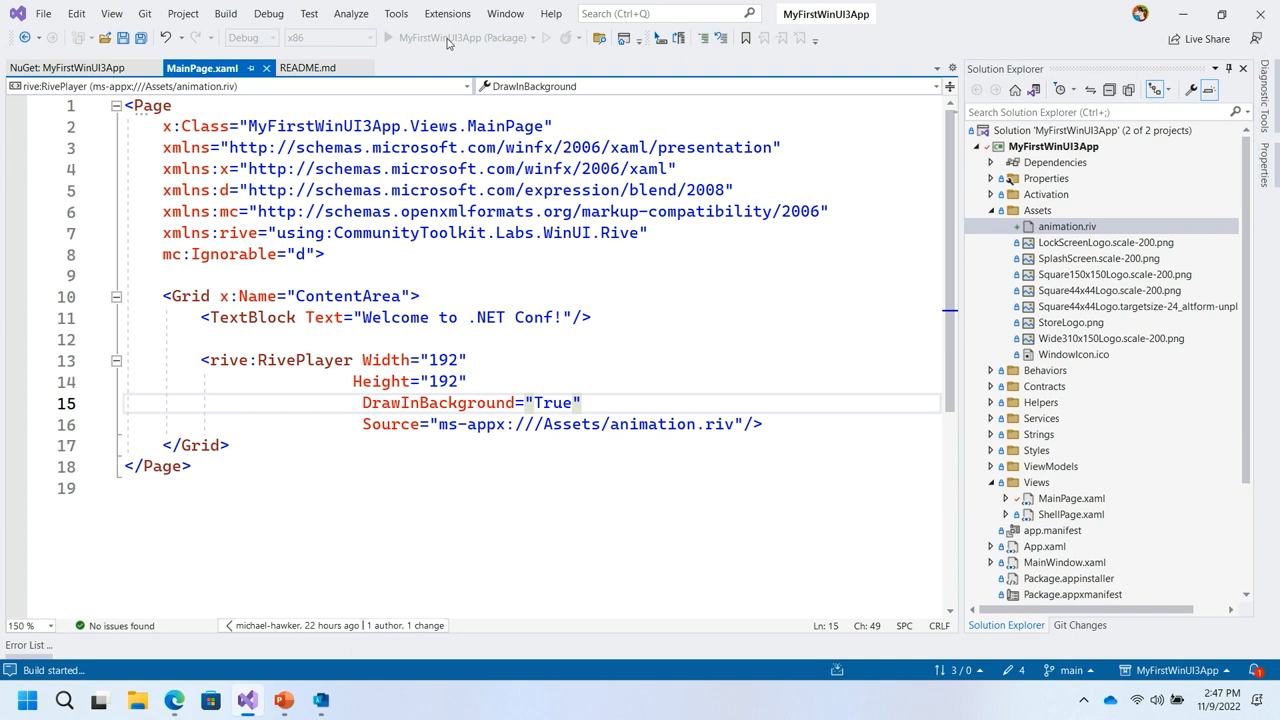 File Edit View Git Project Build Debug Test Analyze Tools Extensions Window Help Search (Ctrl+Q) MyFirstWinUI3App
Debug x86 MyFirstWinUI3App (Package) Live Share
NuGet: MyFirstWinUI3App MainPage.xaml README.md
rive:RivePlayer (ms-appx:///Assets/animation.riv) DrawInBackground
1 <Page
2 x:Class="MyFirstWinUI3App.Views.MainPage"
3 xmlns="http://schemas.microsoft.com/winfx/2006/xaml/presentation"
4 xmlns:x="http://schemas.microsoft.com/winfx/2006/xaml"
5 xmlns:d="http://schemas.microsoft.com/expression/blend/2008"
6 xmlns:mc="http://schemas.openxmlformats.org/markup-compatibility/2006"
7 xmlns:rive="using:CommunityToolkit.Labs.WinUI.Rive"
8 mc:Ignorable="d">
9
10 <Grid x:Name="ContentArea">
11 <TextBlock Text="Welcome to .NET Conf!"/>
12
13 <rive:RivePlayer Width="192"
14 Height="192"
15 DrawInBackground="True"
16 Source="ms-appx:///Assets/animation.riv"/>
17 </Grid>
18 </Page>
19
150 % No issues found michael-hawker, 22 hours ago | 1 author, 1 change Ln: 15 Ch: 49 SPC CRLF
Error List ...
Solution Explorer
Search Solution Explorer (Ctrl+;)
Solution 'MyFirstWinUI3App' (2 of 2 projects)
MyFirstWinUI3App
Dependencies
Properties
Activation
Assets
animation.riv
LockScreenLogo.scale-200.png
SplashScreen.scale-200.png
Square150x150Logo.scale-200.png
Square44x44Logo.scale-200.png
Square44x44Logo.targetsize-24_altform-unpl
StoreLogo.png
Wide310x150Logo.scale-200.png
WindowIcon.ico
Behaviors
Contracts
Helpers
Services
Strings
Styles
ViewModels
Views
MainPage.xaml
ShellPage.xaml
app.manifest
App.xaml
MainWindow.xaml
Package.appinstaller
Package.appxmanifest
Solution Explorer Git Changes
Diagnostic Tools
Properties
Build started... 3 / 0 4 main MyFirstWinUI3App 1
2:47 PM
11/9/2022